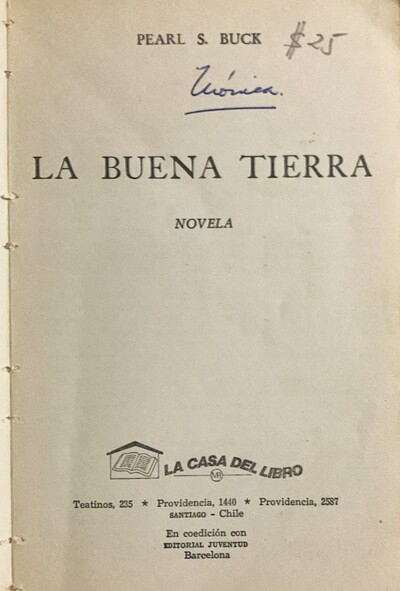 PEARL S. BUCK
$25
Mónica.
LA BUENA TIERRA
NOVELA
LA CASA DEL LIBRO
MR
Teatinos, 235 * Providencia, 1440 * Providencia, 2587
SANTIAGO - Chile
En coedición con
EDITORIAL JUVENTUD
Barcelona